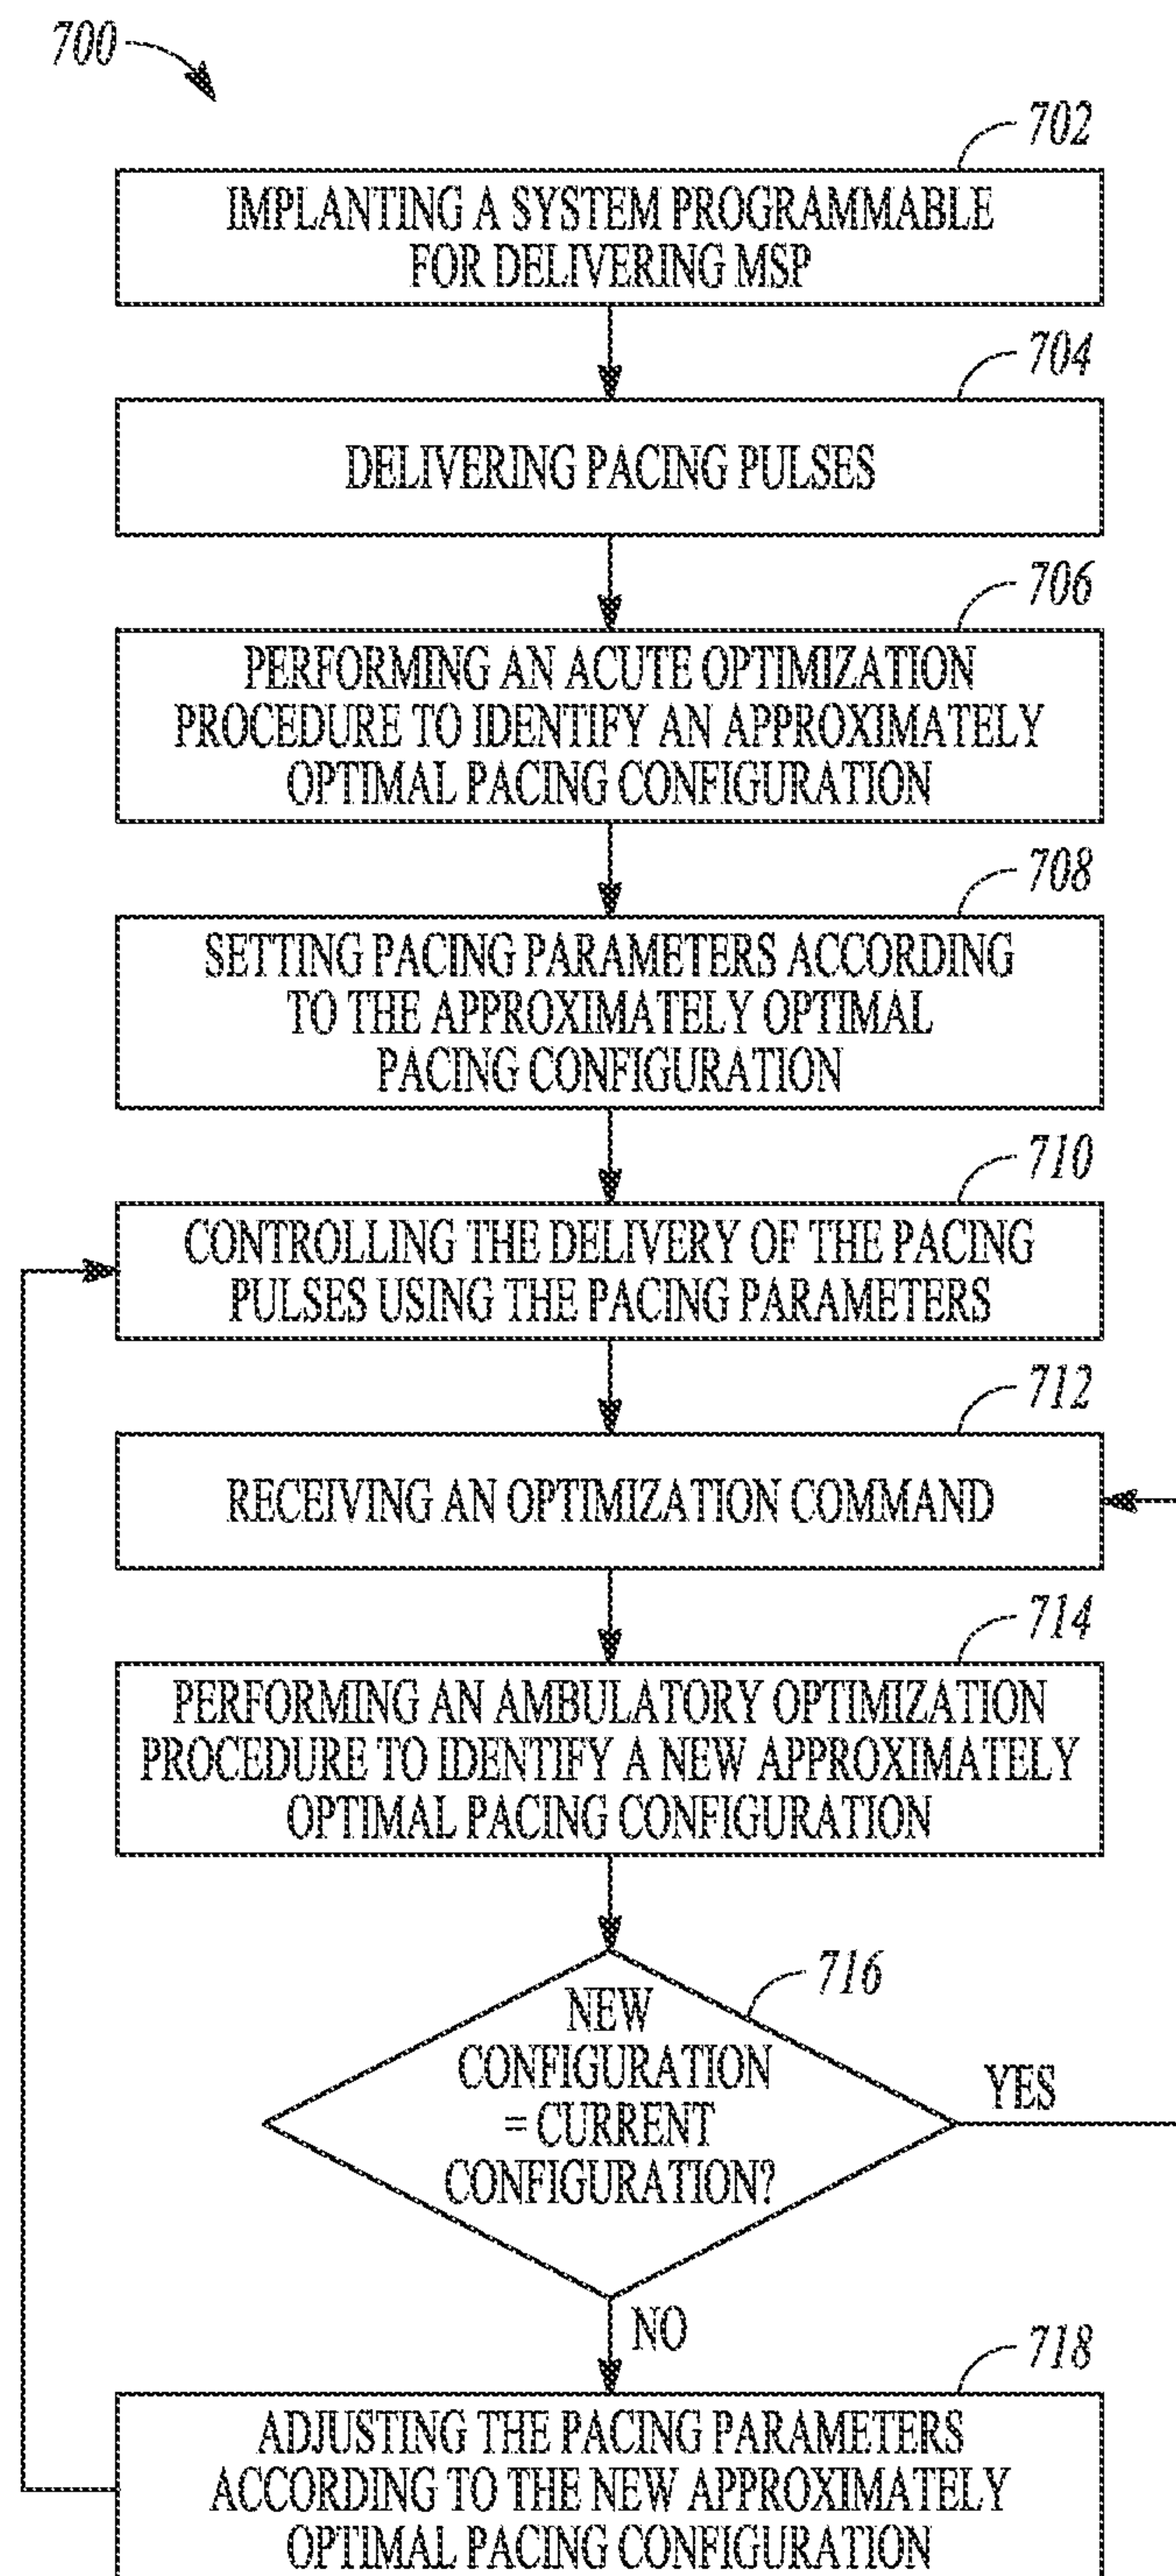 700
702
IMPLANTING A SYSTEM PROGRAMMABLE
FOR DELIVERING MSP
704
DELIVERING PACING PULSES
706
PERFORMING AN ACUTE OPTIMIZATION
PROCEDURE TO IDENTIFY AN APPROXIMATELY
OPTIMAL PACING CONFIGURATION
708
SETTING PACING PARAMETERS ACCORDING
TO THE APPROXIMATELY OPTIMAL
PACING CONFIGURATION
710
CONTROLLING THE DELIVERY OF THE PACING
PULSES USING THE PACING PARAMETERS
712
RECEIVING AN OPTIMIZATION COMMAND
714
PERFORMING AN AMBULATORY OPTIMIZATION
PROCEDURE TO IDENTIFY A NEW APPROXIMATELY
OPTIMAL PACING CONFIGURATION
716
NEW
CONFIGURATION
= CURRENT
CONFIGURATION?
YES
NO
718
ADJUSTING THE PACING PARAMETERS
ACCORDING TO THE NEW APPROXIMATELY
OPTIMAL PACING CONFIGURATION